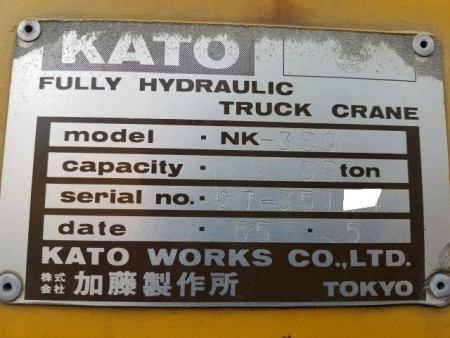 KATO
FULLY HYDRAULIC
TRUCK CRANE
model · NK-350
capacity · 35 ton
serial no.·
date · 55 · 5
KATO WORKS CO.,LTD.
株式会社 加藤製作所 TOKYO